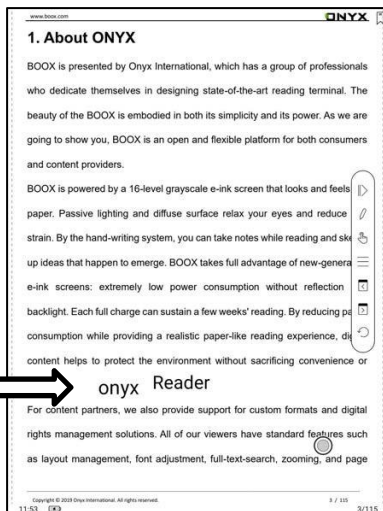 www.boox.com
ONYX
1. About ONYX
BOOX is presented by Onyx International, which has a group of professionals
who dedicate themselves in designing state-of-the-art reading terminal. The
beauty of the BOOX is embodied in both its simplicity and its power. As we are
going to show you, BOOX is an open and flexible platform for both consumers
and content providers.
BOOX is powered by a 16-level grayscale e-ink screen that looks and feels
paper. Passive lighting and diffuse surface relax your eyes and reduce
strain. By the hand-writing system, you can take notes while reading and ske
up ideas that happen to emerge. BOOX takes full advantage of new-genera
e-ink screens: extremely low power consumption without reflection
backlight. Each full charge can sustain a few weeks' reading. By reducing pa
consumption while providing a realistic paper-like reading experience, di
content helps to protect the environment without sacrificing convenience or
onyx Reader
For content partners, we also provide support for custom formats and digital
rights management solutions. All of our viewers have standard features such
as layout management, font adjustment, full-text-search, zooming, and page
Copyright © 2019 Onyx International. All rights reserved.
3 / 115
11:53
3/115